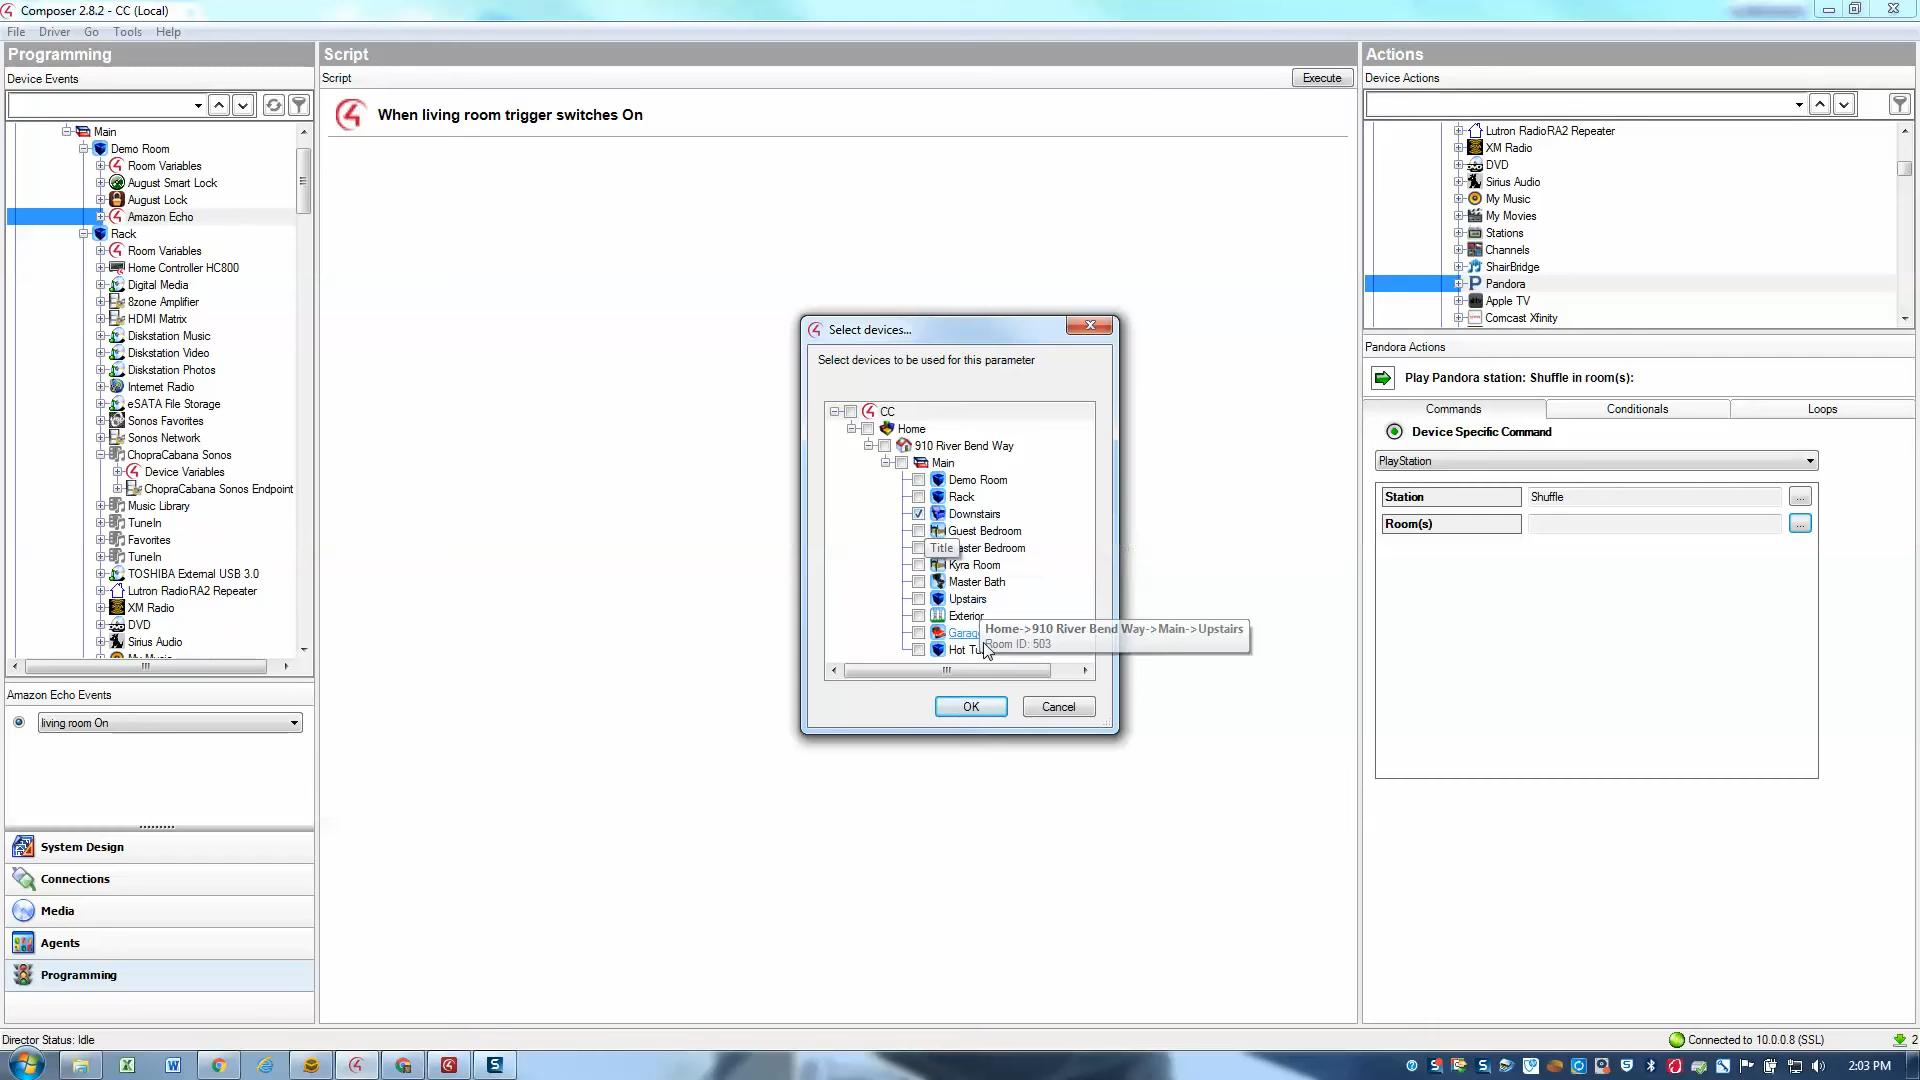 Composer 2.8.2 - CC (Local)
File Driver Go Tools Help
Programming
Device Events
Main
Demo Room
Room Variables
August Smart Lock
August Lock
Amazon Echo
Rack
Room Variables
Home Controller HC800
Digital Media
8zone Amplifier
HDMI Matrix
Diskstation Music
Diskstation Video
Diskstation Photos
Internet Radio
eSATA File Storage
Sonos Favorites
Sonos Network
ChopraCabana Sonos
Device Variables
ChopraCabana Sonos Endpoint
Music Library
TuneIn
Favorites
TuneIn
TOSHIBA External USB 3.0
Lutron RadioRA2 Repeater
XM Radio
DVD
Sirius Audio
Amazon Echo Events
living room On
System Design
Connections
Media
Agents
Programming
Script
Script
Execute
When living room trigger switches On
Select devices...
Select devices to be used for this parameter
CC
Home
910 River Bend Way
Main
Demo Room
Rack
Downstairs
Guest Bedroom
Title
Bedroom
Kyra Room
Master Bath
Upstairs
Exterior
Home->910 River Bend Way->Main->Upstairs
Room ID: 503
Hot
OK Cancel
Actions
Device Actions
Lutron RadioRA2 Repeater
XM Radio
DVD
Sirius Audio
My Music
My Movies
Stations
Channels
ShairBridge
Pandora
Apple TV
Comcast Xfinity
Pandora Actions
Play Pandora station: Shuffle in room(s):
Commands Conditionals Loops
Device Specific Command
PlayStation
Station Shuffle ...
Room(s) ...
Director Status: Idle
Connected to 10.0.0.8 (SSL)
2
2:03 PM